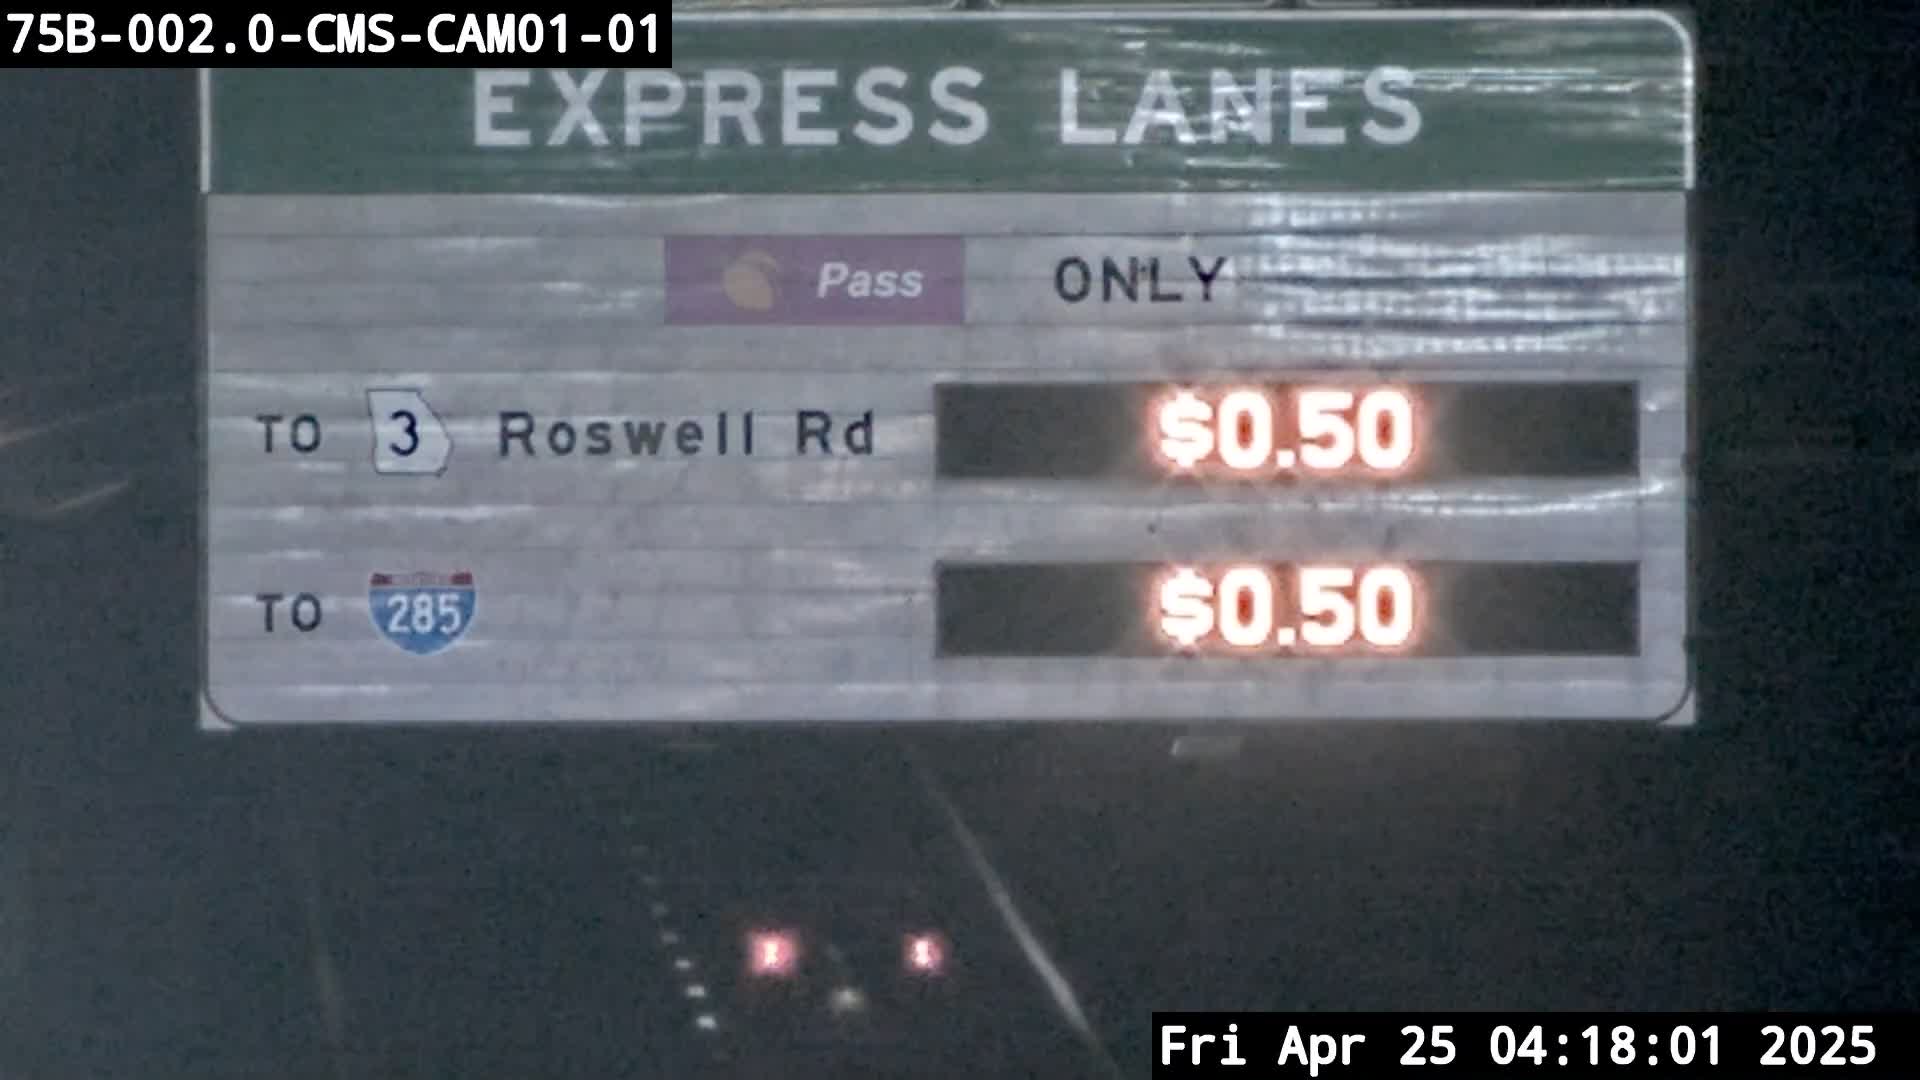 75B-002.0-CMS-CAM01-01
EXPRESS LANES
Pass ONLY
TO 3 Roswell Rd $0.50
TO 285 $0.50
Fri Apr 25 04:18:01 2025